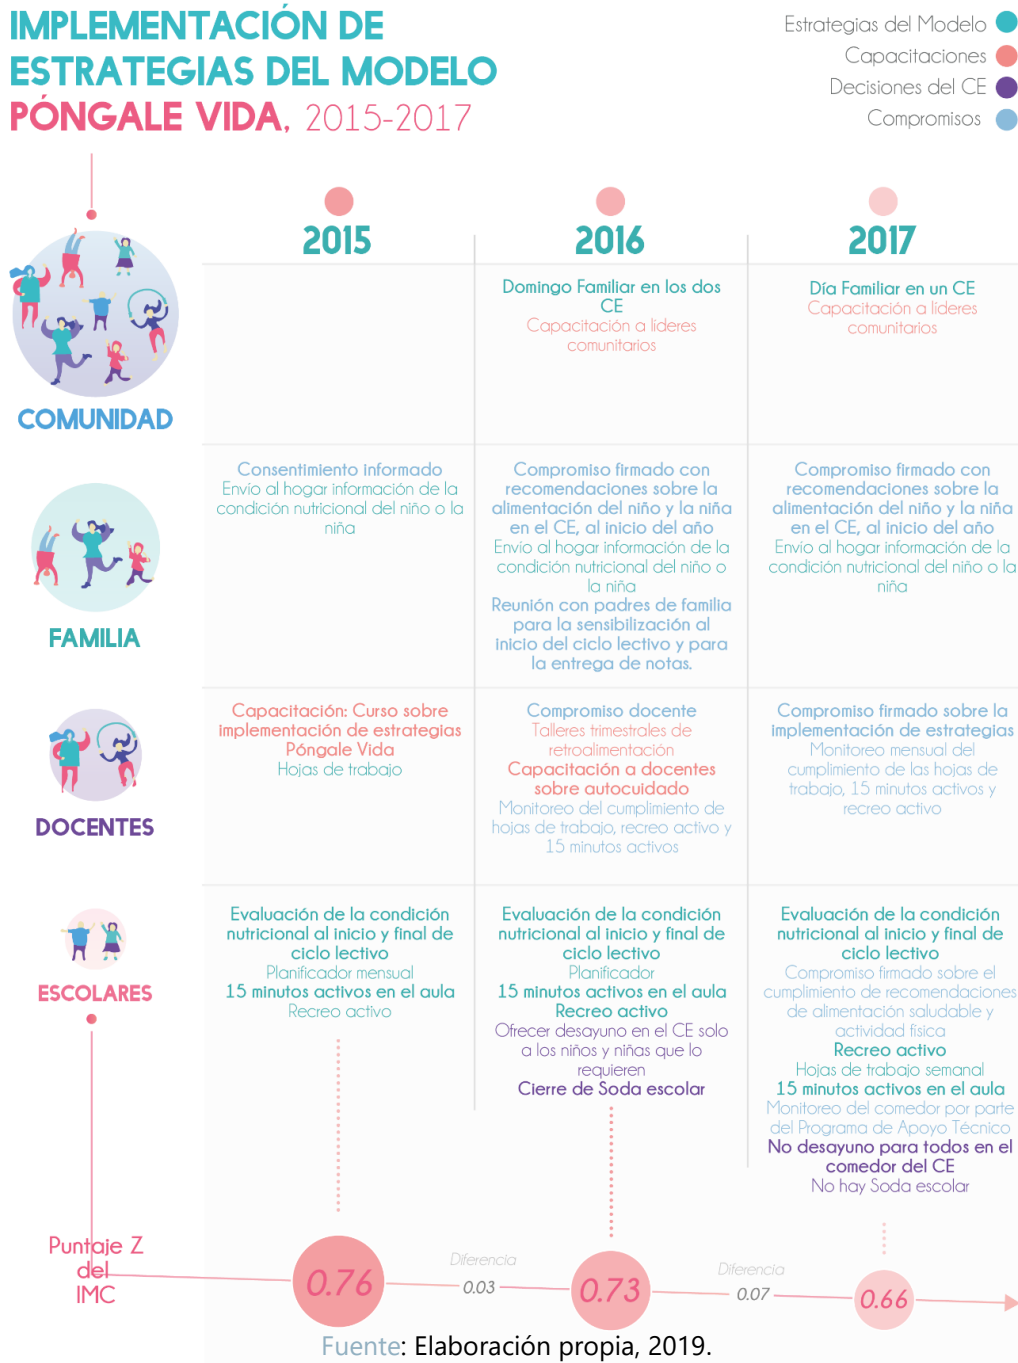 IMPLEMENTACIÓN DE
ESTRATEGIAS DEL MODELO
PÓNGALE VIDA, 2015-2017
Estrategias del Modelo
Capacitaciones
Decisiones del CE
Compromisos
2015
2016
2017
COMUNIDAD
Domingo Familiar en los dos
CE
Capacitación a líderes
comunitarios
Día Familiar en un CE
Capacitación a líderes
comunitarios
FAMILIA
Consentimiento informado
Envío al hogar información de la
condición nutricional del niño o la
niña
Compromiso firmado con
recomendaciones sobre la
alimentación del niño y la niña
en el CE, al inicio del año
Envío al hogar información de la
condición nutricional del niño o
la niña
Reunión con padres de familia
para la sensibilización al
inicio del ciclo lectivo y para
la entrega de notas.
Compromiso firmado con
recomendaciones sobre la
alimentación del niño y la niña
en el CE, al inicio del año
Envío al hogar información de la
condición nutricional del niño o la
niña
DOCENTES
Capacitación: Curso sobre
implementación de estrategias
Póngale Vida
Hojas de trabajo
Compromiso docente
Talleres trimestrales de
retroalimentación
Capacitación a docentes
sobre autocuidado
Monitoreo del cumplimiento de
hojas de trabajo, recreo activo y
15 minutos activos
Compromiso firmado sobre la
implementación de estrategias
Monitoreo mensual del
cumplimiento de las hojas de
trabajo, 15 minutos activos y
recreo activo
ESCOLARES
Evaluación de la condición
nutricional al inicio y final de
ciclo lectivo
Planificador mensual
15 minutos activos en el aula
Recreo activo
Evaluación de la condición
nutricional al inicio y final de
ciclo lectivo
Planificador
15 minutos activos en el aula
Recreo activo
Ofrecer desayuno en el CE solo
a los niños y niñas que lo
requieren
Cierre de Soda escolar
Evaluación de la condición
nutricional al inicio y final de
ciclo lectivo
Compromiso firmado sobre el
cumplimiento de recomendaciones
de alimentación saludable y
actividad física
Recreo activo
Hojas de trabajo semanal
15 minutos activos en el aula
Monitoreo del comedor por parte
del Programa de Apoyo Técnico
No desayuno para todos en el
comedor del CE
No hay Soda escolar
Puntaje Z
del
IMC
0.76
Diferencia
0.03
0.73
Diferencia
0.07
0.66
Fuente: Elaboración propia, 2019.